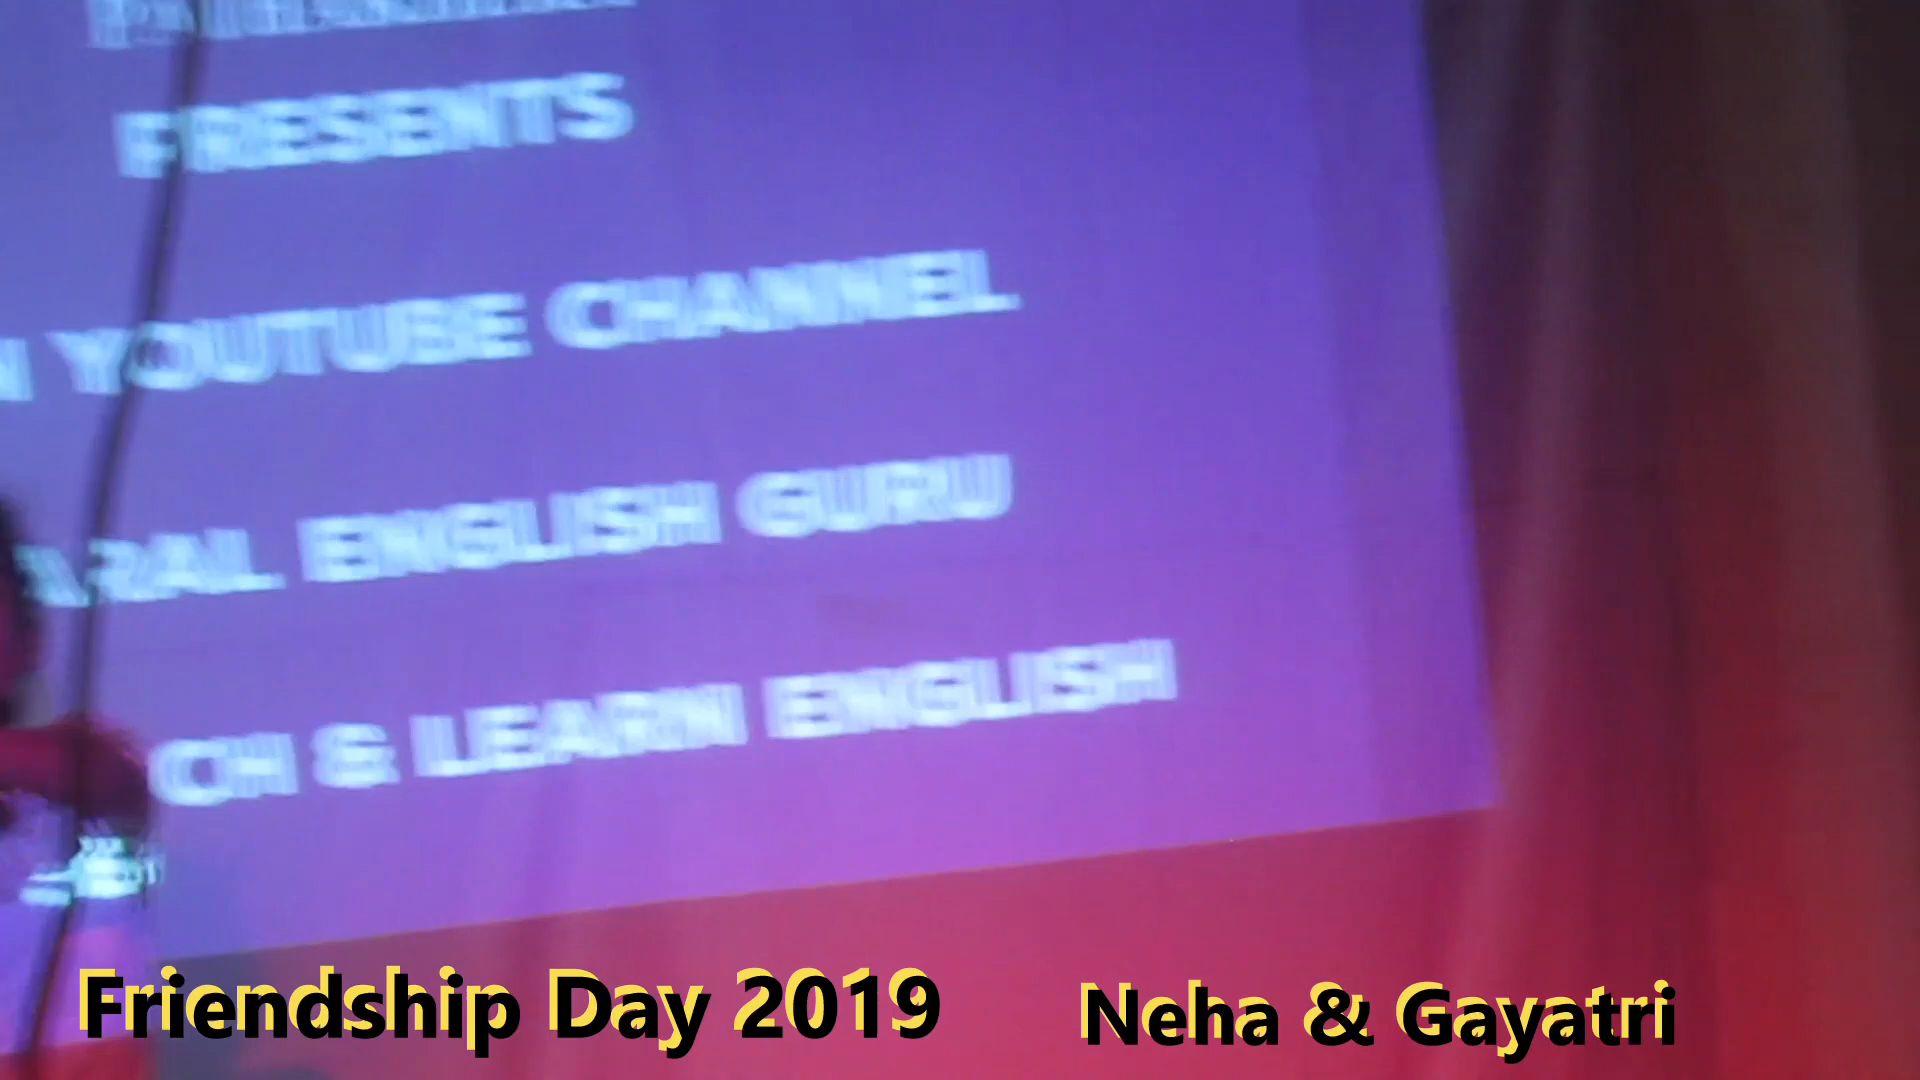 PRESENTS
YOUTUBE CHANNEL
ENGLISH GURU
& LEARN ENGLISH
Friendship Day 2019 Neha & Gayatri